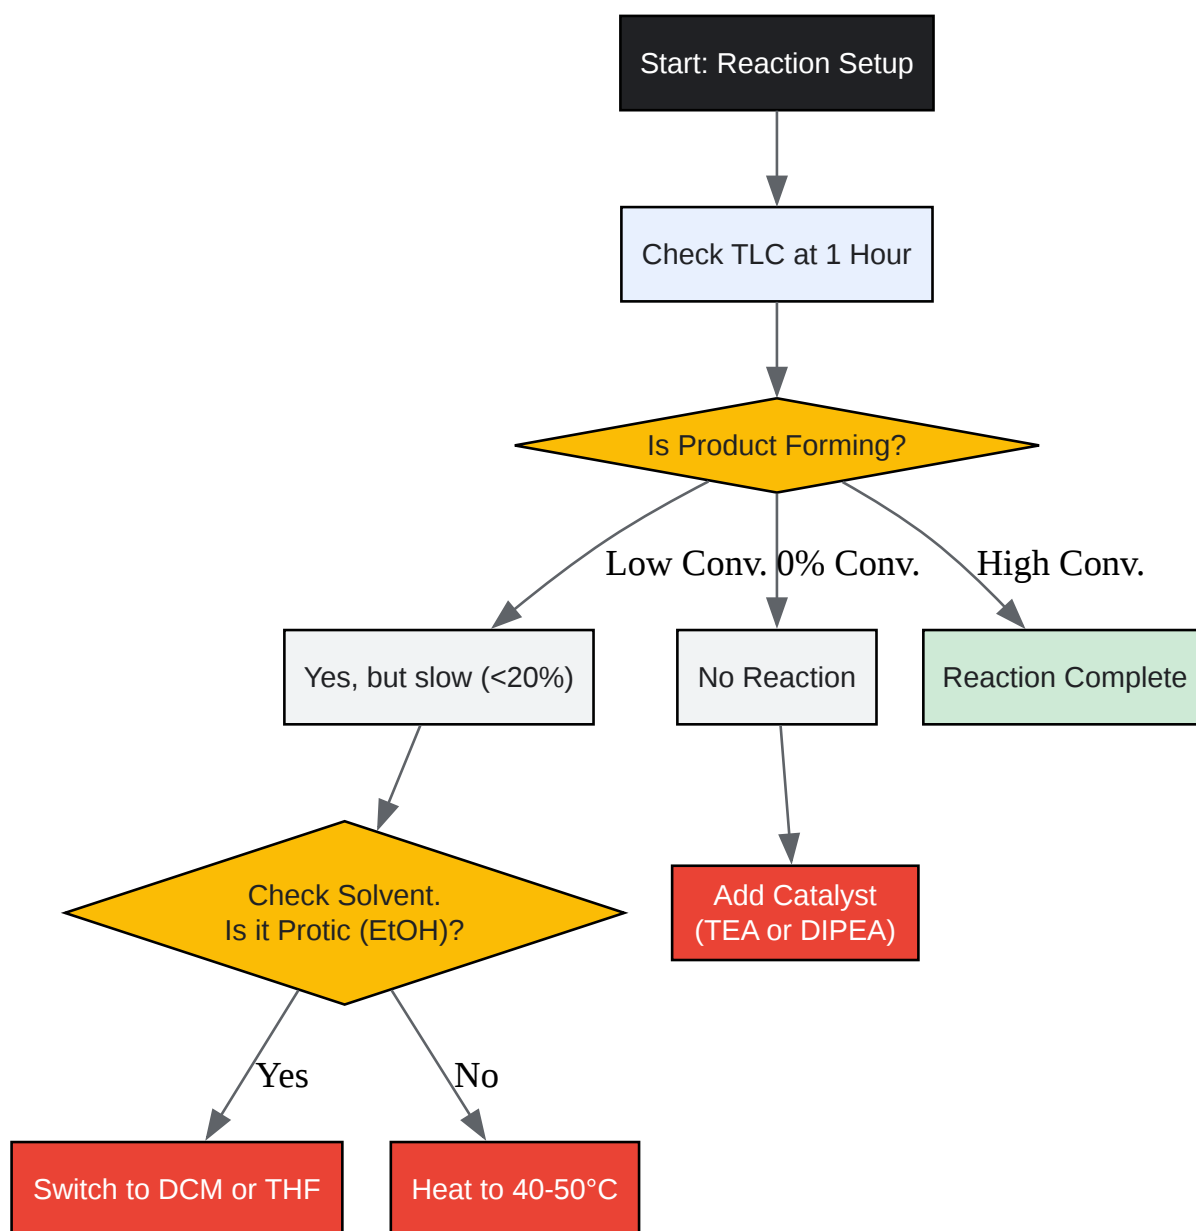 Start: Reaction Setup
Check TLC at 1 Hour
Is Product Forming?
Low Conv.
0% Conv.
High Conv.
Yes, but slow (<20%)
No Reaction
Reaction Complete
Check Solvent.
Is it Protic (EtOH)?
Add Catalyst
(TEA or DIPEA)
Yes
No
Switch to DCM or THF
Heat to 40-50°C